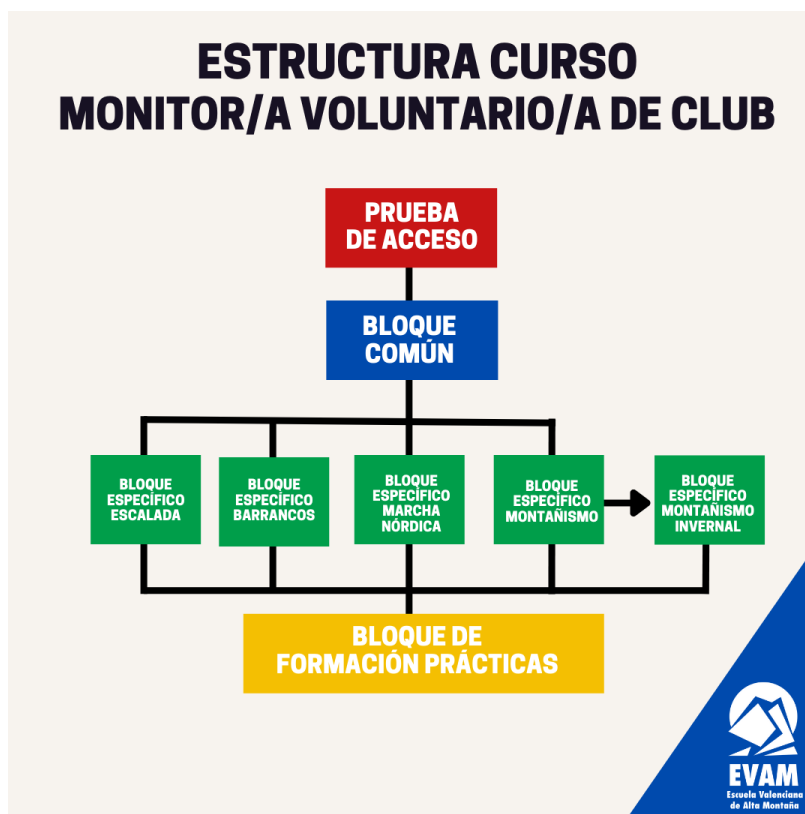 ESTRUCTURA CURSO
MONITOR/A VOLUNTARIO/A DE CLUB
PRUEBA
DE ACCESO
BLOQUE
COMÚN
BLOQUE
ESPECÍFICO
ESCALADA
BLOQUE
ESPECÍFICO
BARRANCOS
BLOQUE
ESPECÍFICO
MARCHA
NÓRDICA
BLOQUE
ESPECÍFICO
MONTAÑISMO
BLOQUE
ESPECÍFICO
MONTAÑISMO
INVERNAL
BLOQUE DE
FORMACIÓN PRÁCTICAS
EVAM
Escuela Valenciana
de Alta Montaña